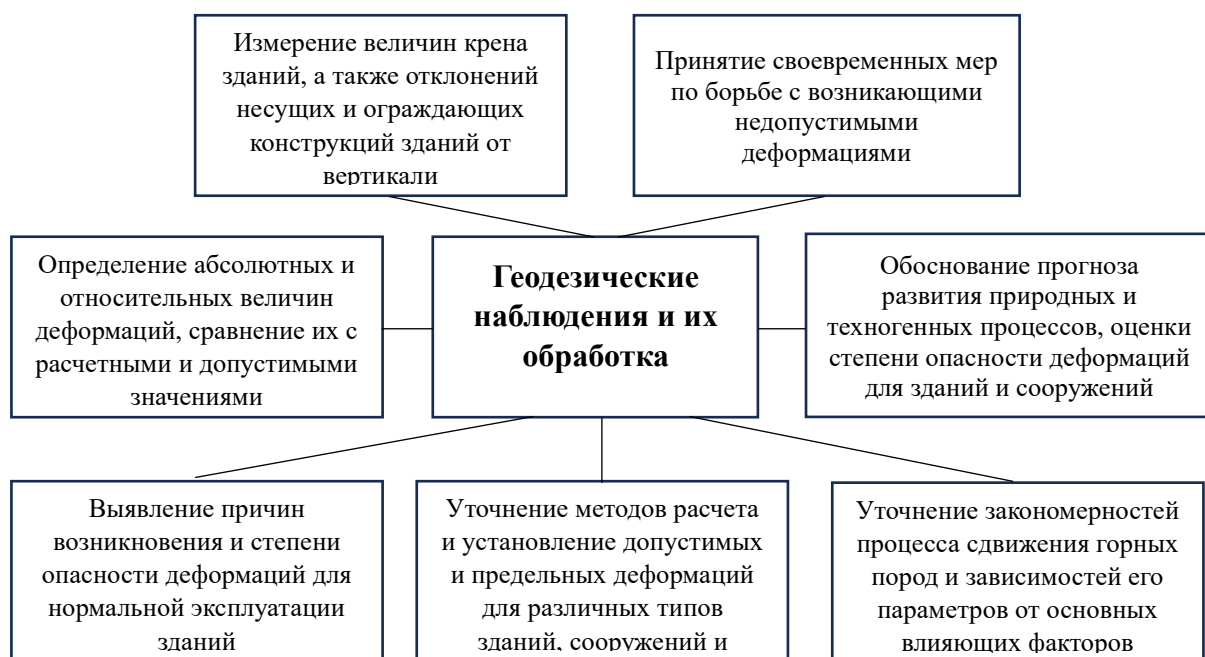 Измерение величин крена
зданий, а также отклонений
несущих и ограждающих
конструкций зданий от
вертикали
Принятие своевременных мер
по борьбе с возникающими
недопустимыми
деформациями
Определение абсолютных и
относительных величин
деформаций, сравнение их с
расчетными и допустимыми
значениями
Геодезические
наблюдения и их
обработка
Обоснование прогноза
развития природных и
техногенных процессов, оценки
степени опасности деформаций
для зданий и сооружений
Выявление причин
возникновения и степени
опасности деформаций для
нормальной эксплуатации
зданий
Уточнение методов расчета
и установление допустимых
и предельных деформаций
для различных типов
зданий, сооружений и
Уточнение закономерностей
процесса сдвижения горных
пород и зависимостей его
параметров от основных
влияющих факторов